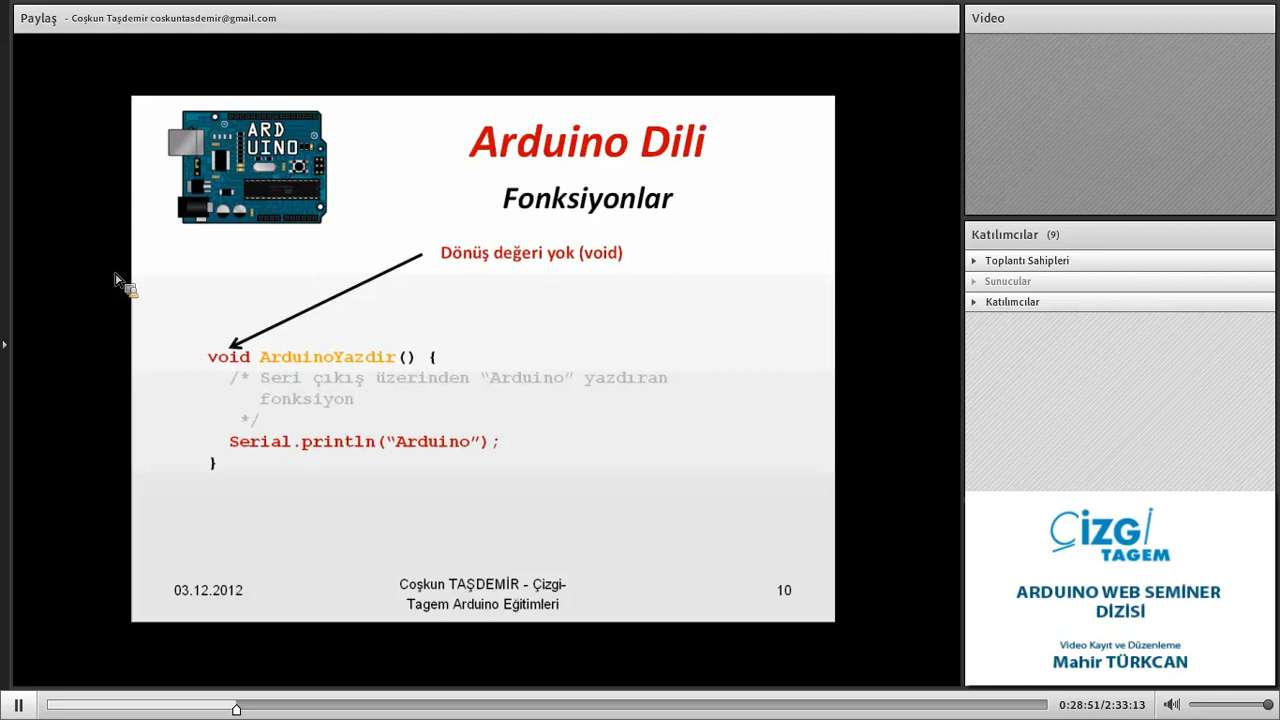 Paylaş - Coşkun Taşdemir coskuntasdemir@gmail.com
ARD
UINO
Arduino Dili
Fonksiyonlar
Dönüş değeri yok (void)
void ArduinoYazdir() {
/* Seri çıkış üzerinden “Arduino” yazdıran
fonksiyon
*/
Serial.println(“Arduino”);
}
03.12.2012
Coşkun TAŞDEMİR - Çizgi-
Tagem Arduino Eğitimleri
10
Video
Katılımcılar (9)
Toplantı Sahipleri
Sunucular
Katılımcılar
ÇİZGİ
TAGEM
ARDUINO WEB SEMİNER
DİZİSİ
Video Kayıt ve Düzenleme
Mahir TÜRKCAN
0:28:51/2:33:13